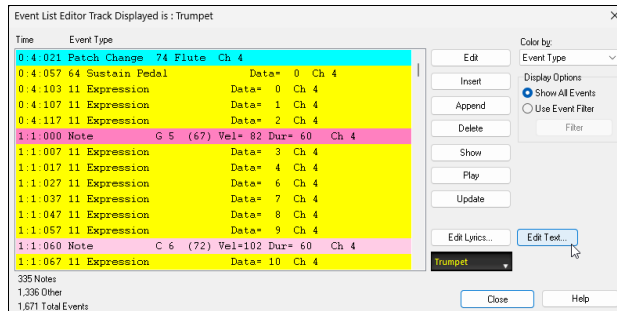 Event List Editor Track Displayed is : Trumpet
Time Event Type
0:4:021 Patch Change 74 Flute Ch 4
0:4:057 64 Sustain Pedal Data= 0 Ch 4
0:4:103 11 Expression Data= 0 Ch 4
0:4:107 11 Expression Data= 1 Ch 4
0:4:117 11 Expression Data= 2 Ch 4
1:1:000 Note G 5 (67) Vel= 82 Dur= 60 Ch 4
1:1:007 11 Expression Data= 3 Ch 4
1:1:017 11 Expression Data= 4 Ch 4
1:1:027 11 Expression Data= 6 Ch 4
1:1:037 11 Expression Data= 7 Ch 4
1:1:047 11 Expression Data= 8 Ch 4
1:1:057 11 Expression Data= 9 Ch 4
1:1:060 Note C 6 (72) Vel=102 Dur= 60 Ch 4
1:1:067 11 Expression Data= 10 Ch 4
335 Notes
1,336 Other
1,671 Total Events
Edit
Insert
Append
Delete
Show
Play
Update
Edit Lyrics...
Edit Text...
Trumpet
Color by:
Event Type
Display Options
Show All Events
Use Event Filter
Filter
Close
Help